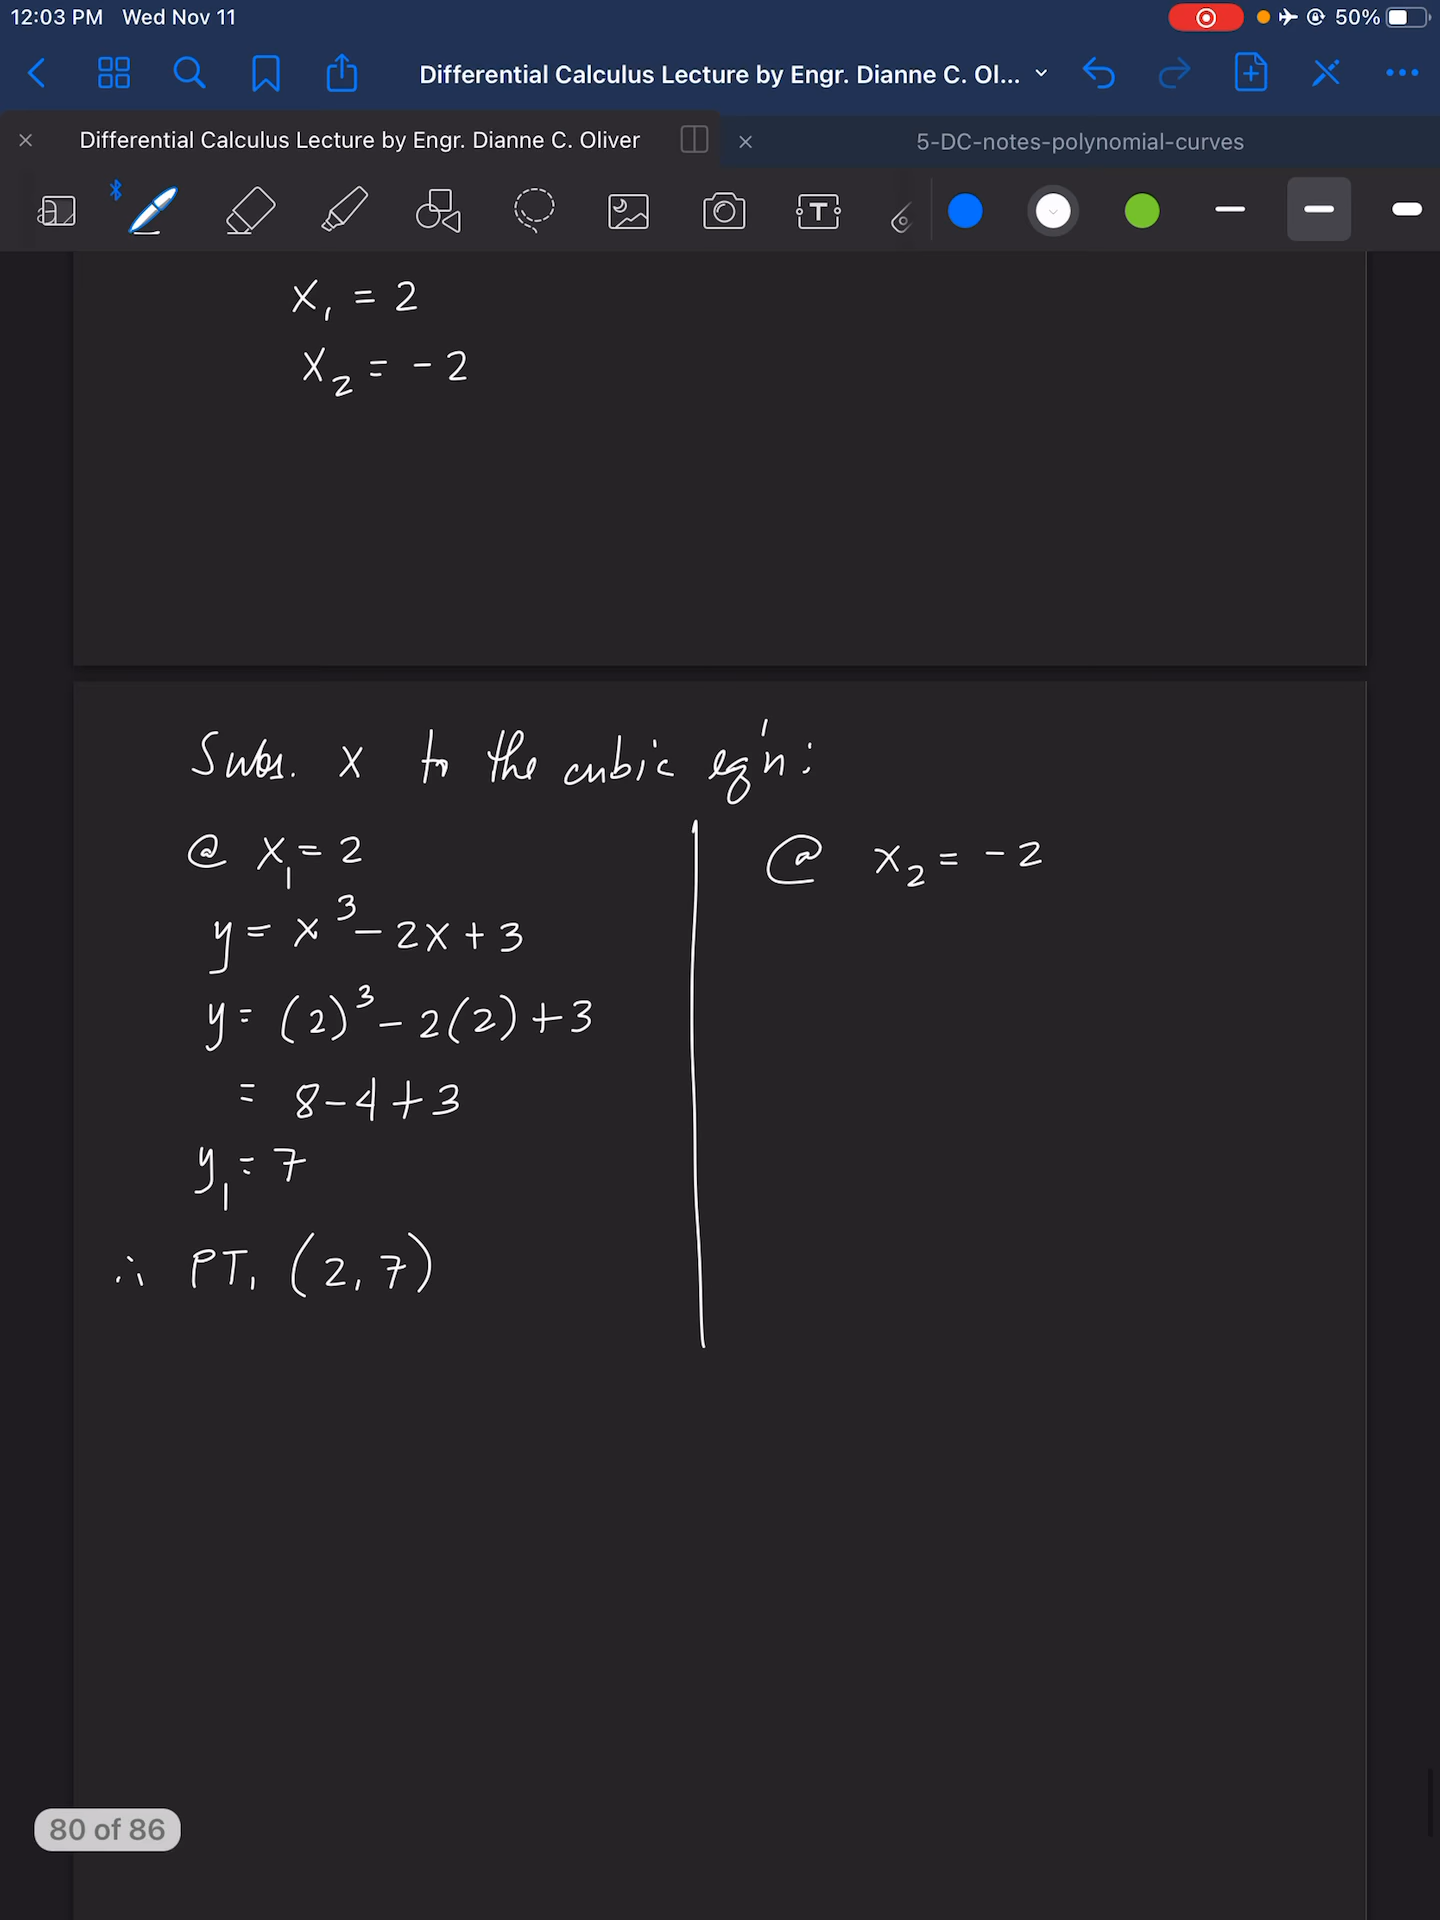 12:03 PM Wed Nov 11
50%
Differential Calculus Lecture by Engr. Dianne C. Ol...
Differential Calculus Lecture by Engr. Dianne C. Oliver
5-DC-notes-polynomial-curves
x₁ = 2
x₂ = -2
Subs. x to the cubic eq'n:
@ x₁ = 2
y = x³ - 2x + 3
y = (2)³ - 2(2) + 3
= 8 - 4 + 3
y₁ = 7
∴ PT₁ (2, 7)
@ x₂ = -2
80 of 86